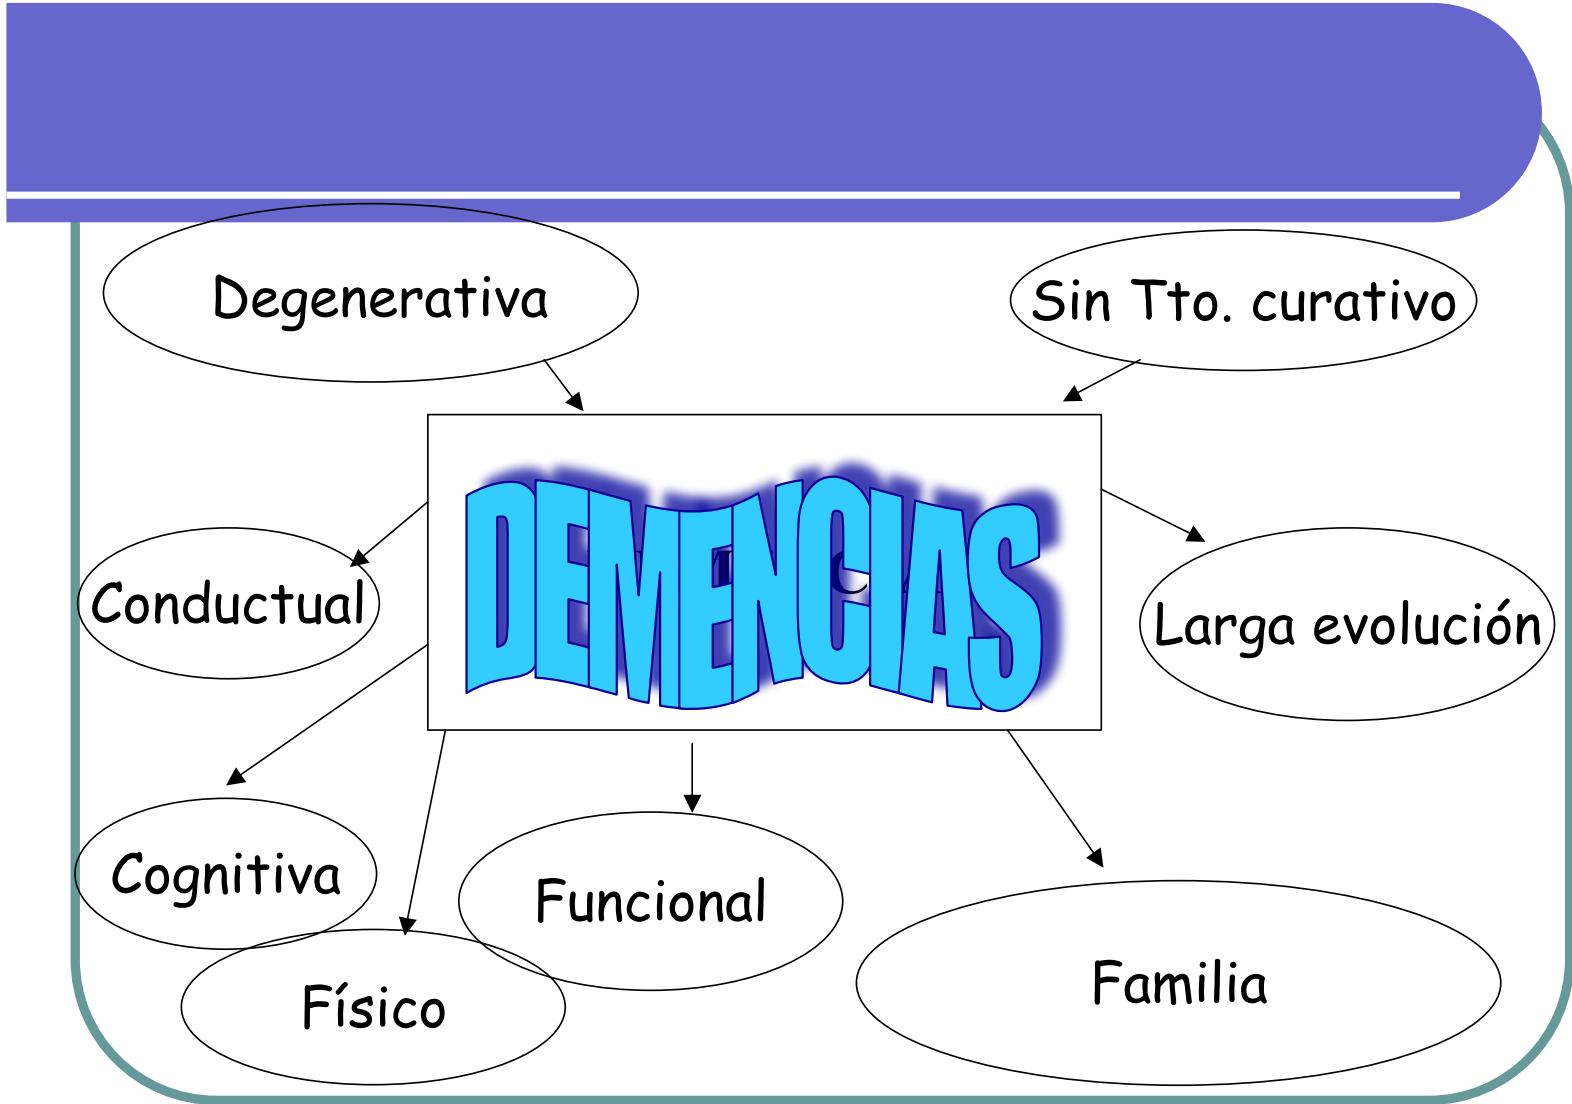 Degenerativa
Sin Tto. curativo
DEMENCIAS
Conductual
Larga evolución
Cognitiva
Funcional
Físico
Familia